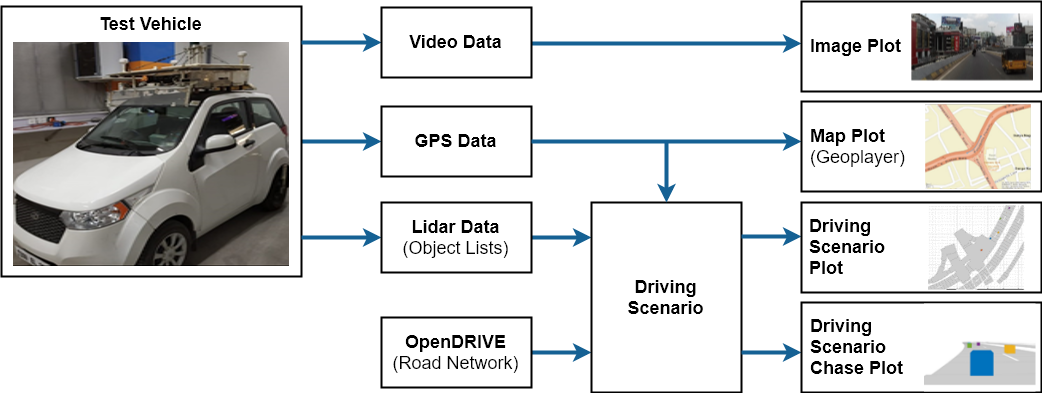 Test Vehicle
Video Data
Image Plot
GPS Data
Map Plot
(Geoplayer)
Lidar Data
(Object Lists)
Driving
Scenario
Driving
Scenario
Plot
OpenDRIVE
(Road Network)
Driving
Scenario
Chase Plot